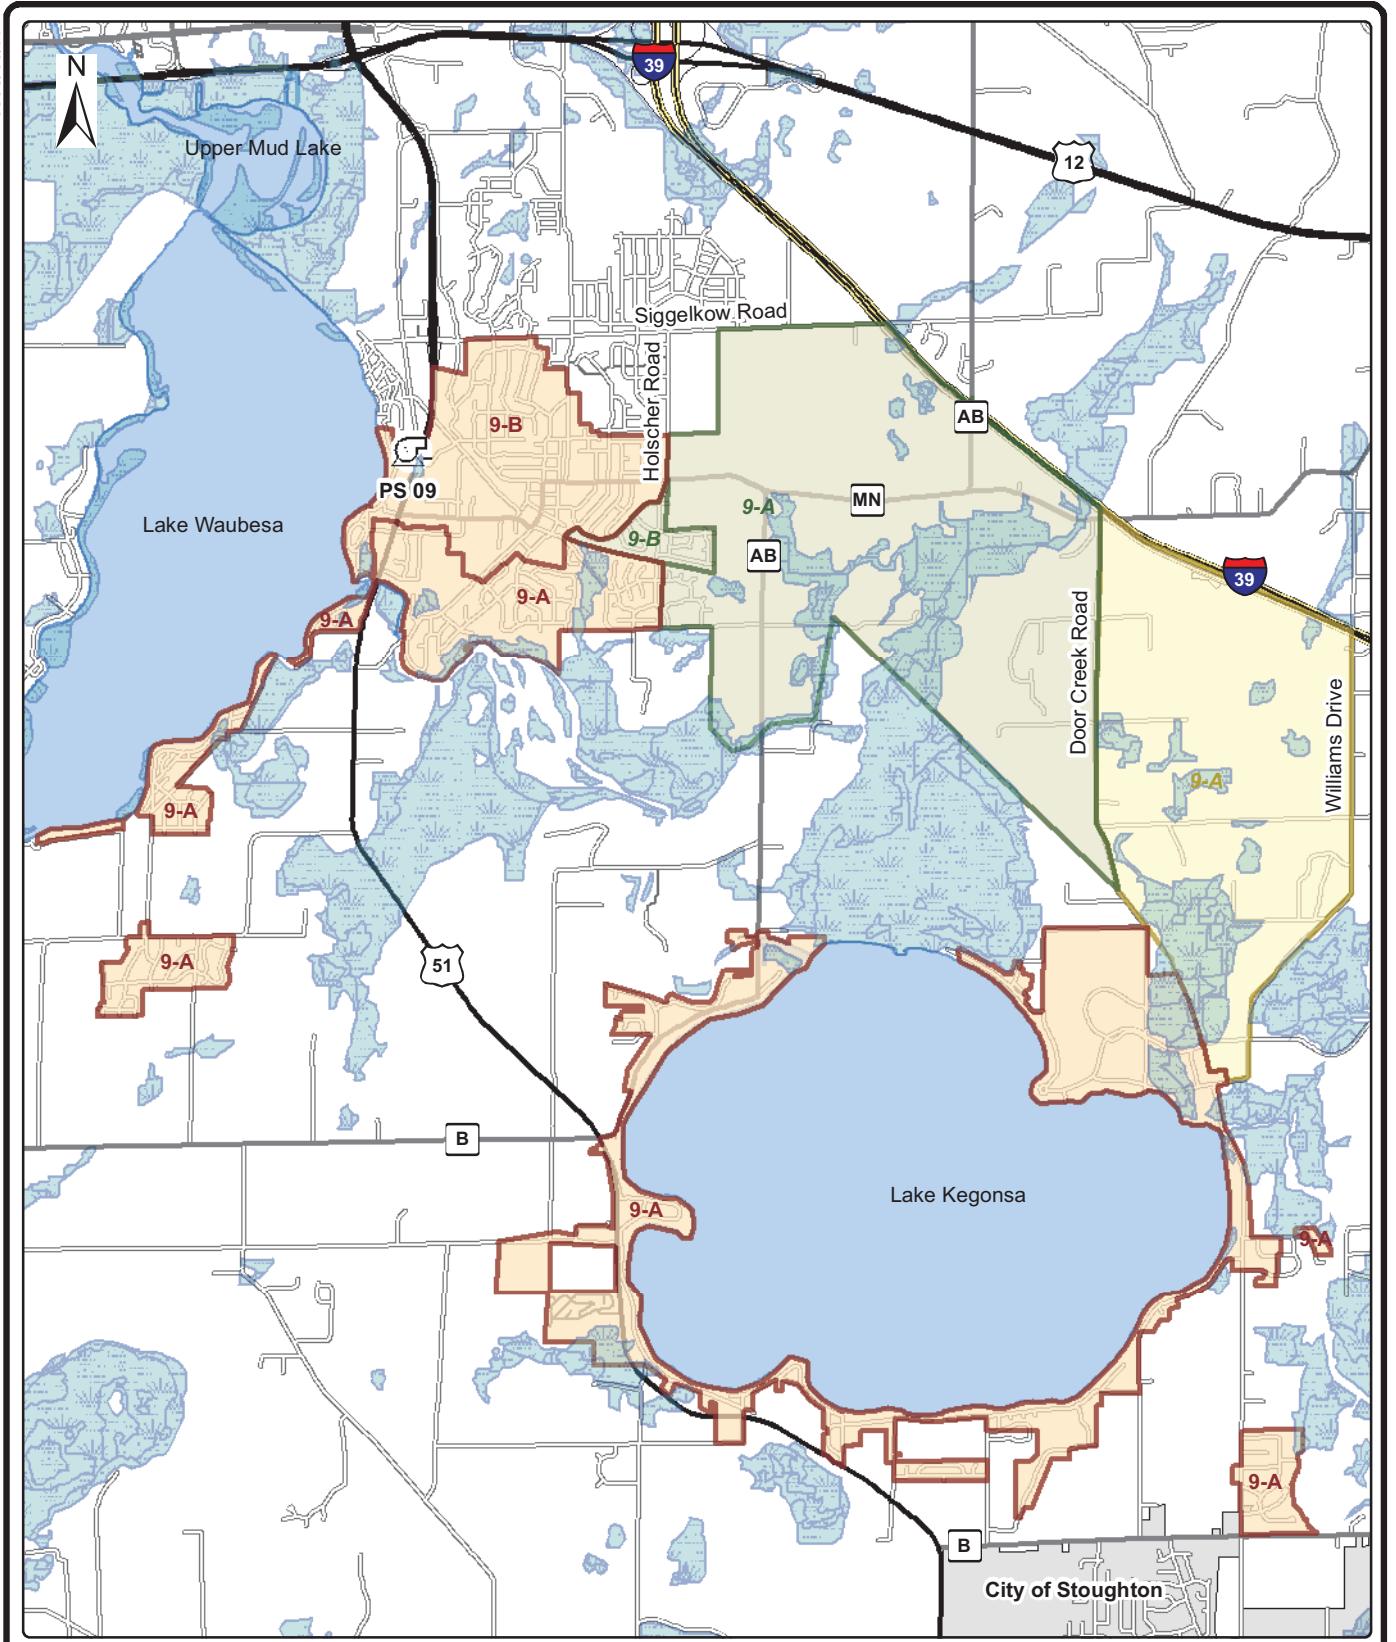 N
39
Upper Mud Lake
12
Siggelkow Road
Holscher Road
AB
9-B
PS 09
MN
9-A
Lake Waubesa
9-B
AB
39
9-A
9-A
Door Creek Road
Williams Drive
9-A
9-A
9-A
51
B
Lake Kegonsa
9-A
9-A
9-A
B
City of Stoughton